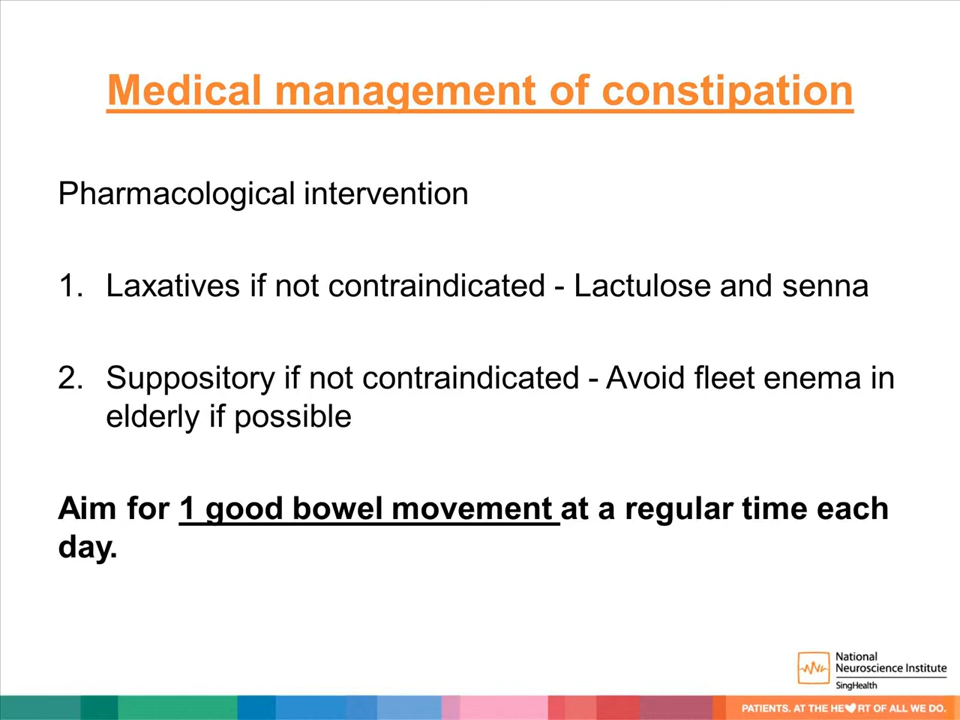 Medical management of constipation
Pharmacological intervention
1. Laxatives if not contraindicated - Lactulose and senna
2. Suppository if not contraindicated - Avoid fleet enema in
elderly if possible
Aim for 1 good bowel movement at a regular time each
day.
National
Neuroscience Institute
SingHealth
PATIENTS. AT THE HE♥RT OF ALL WE DO.